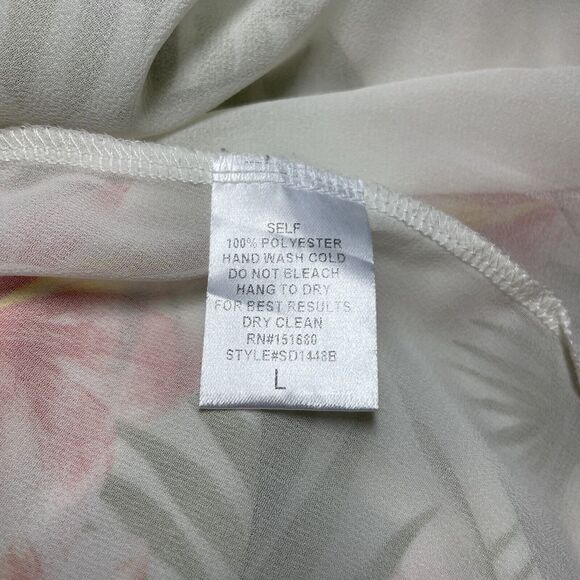 SELF
100% POLYESTER
HAND WASH COLD
DO NOT BLEACH
HANG TO DRY
FOR BEST RESULTS
DRY CLEAN
RN#151680
STYLE#SD1448B
L